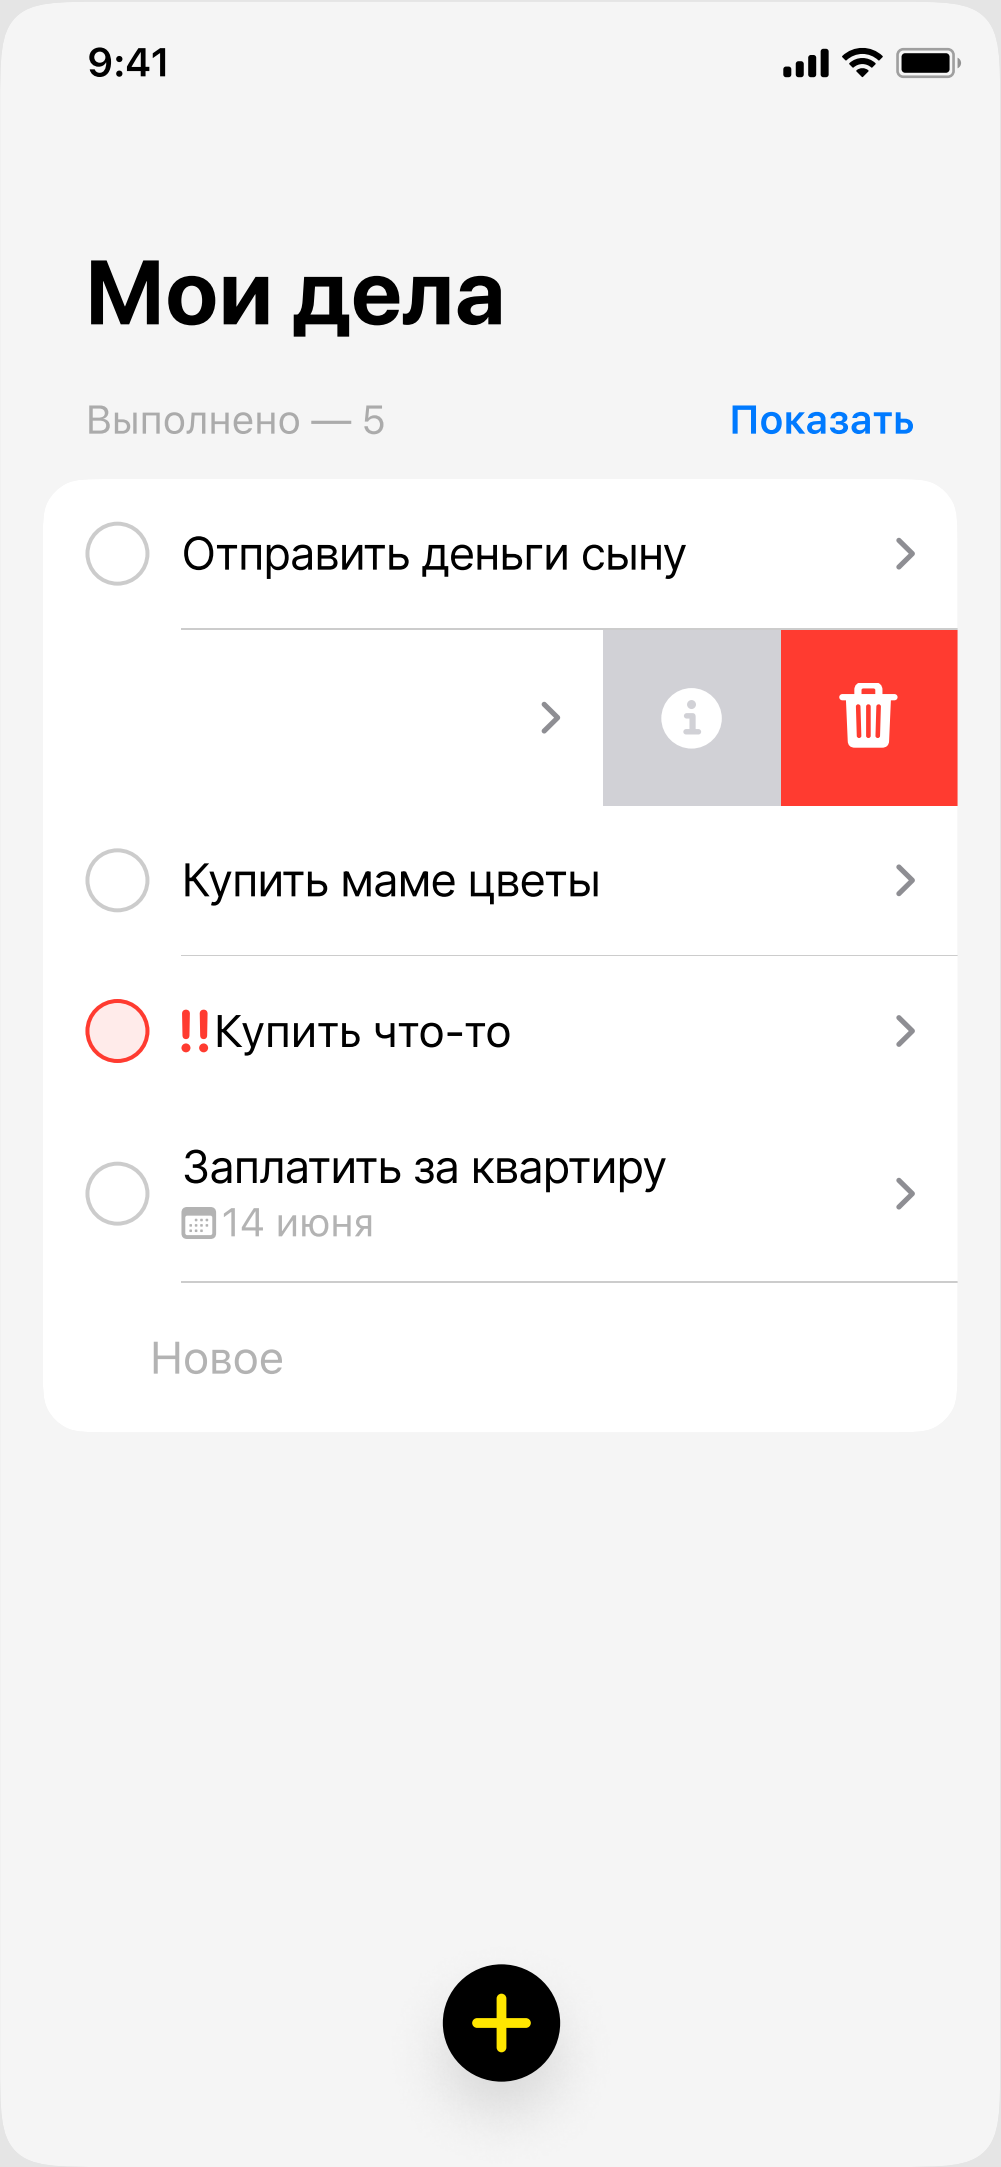 9:41
Мои дела
Выполнено — 5
Показать
Отправить деньги сыну
Купить маме цветы
‼Купить что-то
Заплатить за квартиру
14 июня
Новое